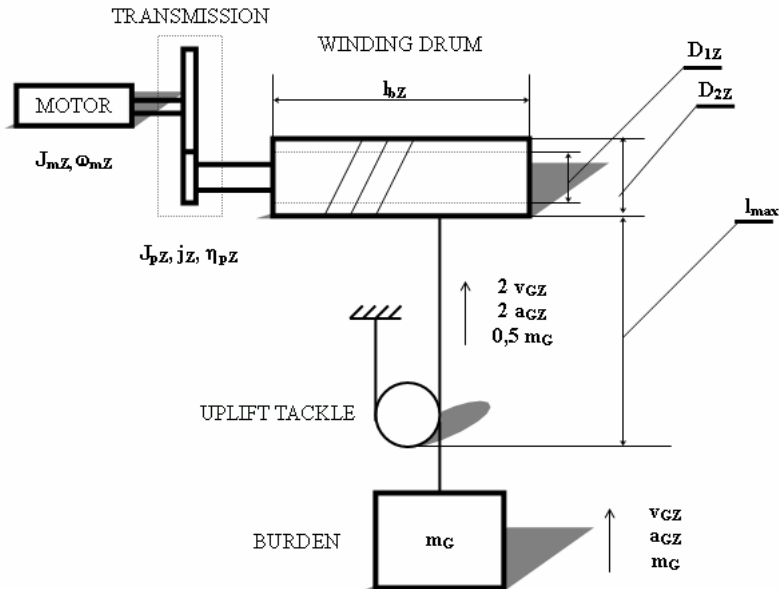 TRANSMISSION
WINDING DRUM
D1Z
lbZ
D2Z
MOTOR
JmZ, ωmZ
lmax
JpZ, jZ, ηpZ
2 vGZ
2 aGZ
0,5 mG
UPLIFT TACKLE
BURDEN
mG
vGZ
aGZ
mG